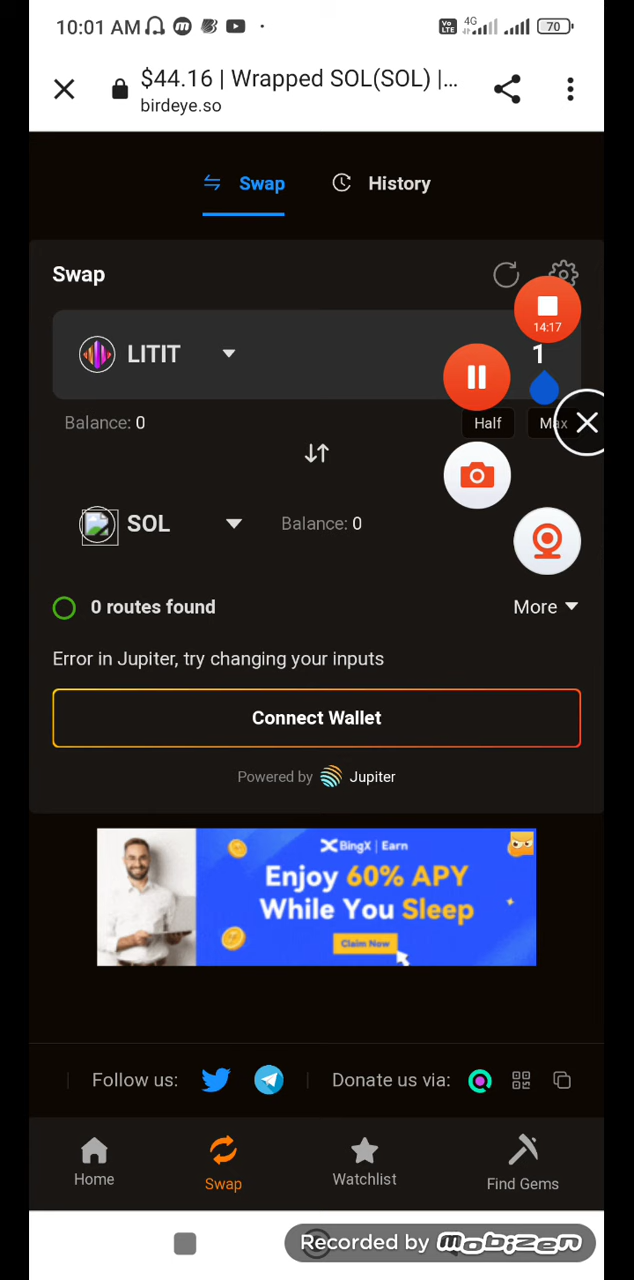 10:01 AM
Vo LTE 4G 70
$44.16 | Wrapped SOL(SOL) |...
birdeye.so
Swap
History
Swap
14:17
LITIT
1
Balance: 0
Half
Max
SOL
Balance: 0
0 routes found
More
Error in Jupiter, try changing your inputs
Connect Wallet
Powered by Jupiter
BingX | Earn
Enjoy 60% APY
While You Sleep
Claim Now
Follow us:
Donate us via:
Home
Swap
Watchlist
Find Gems
Recorded by mobizen